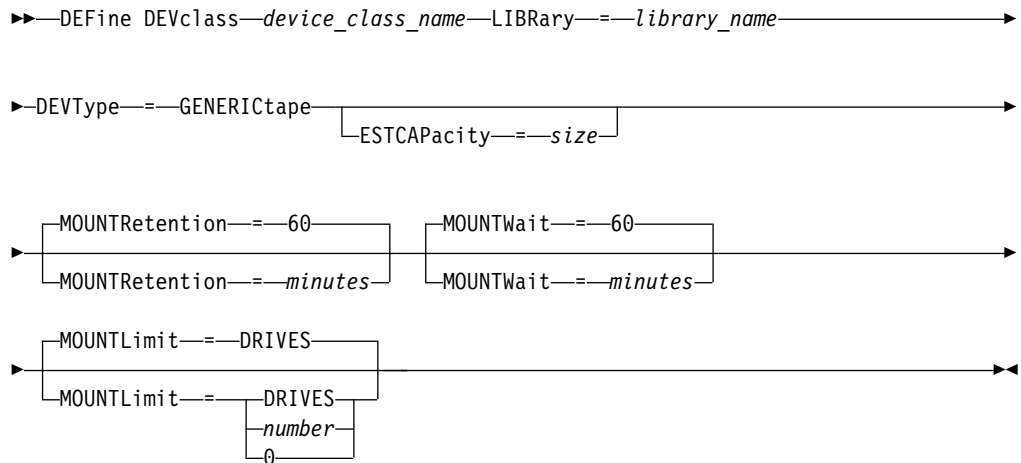 DEFine DEVclass device_class_name LIBRary = library_name
DEVType = GENERICtape
ESTCAPacity = size
MOUNTRetention = 60 MOUNTWait = 60
MOUNTRetention = minutes MOUNTWait = minutes
MOUNTLimit = DRIVES
MOUNTLimit = DRIVES
number
0